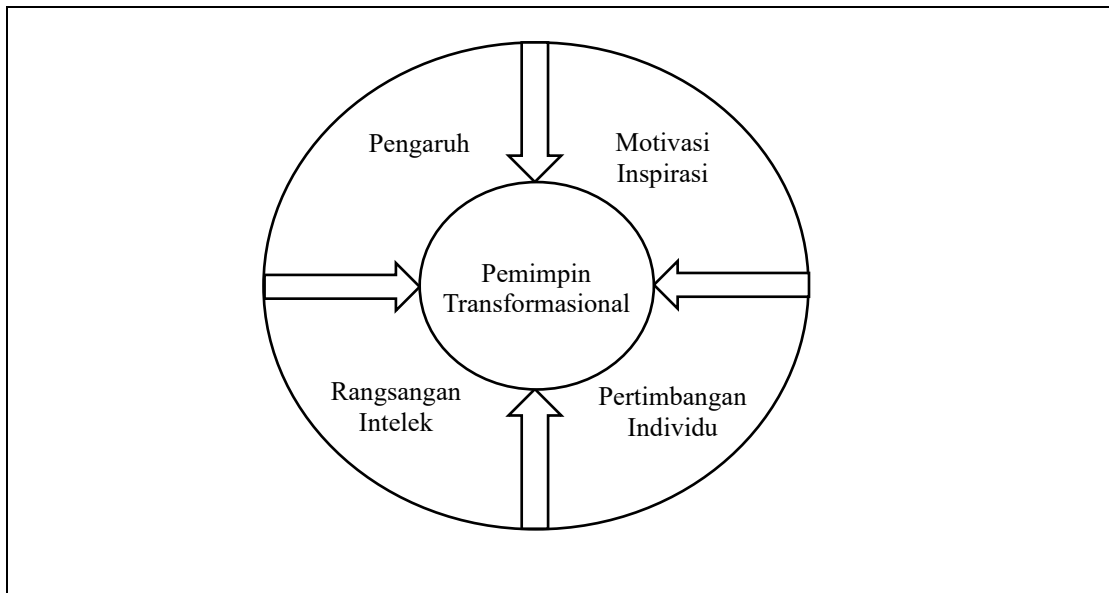 Pengaruh
Motivasi
Inspirasi
Pemimpin
Transformasional
Rangsangan
Intelek
Pertimbangan
Individu